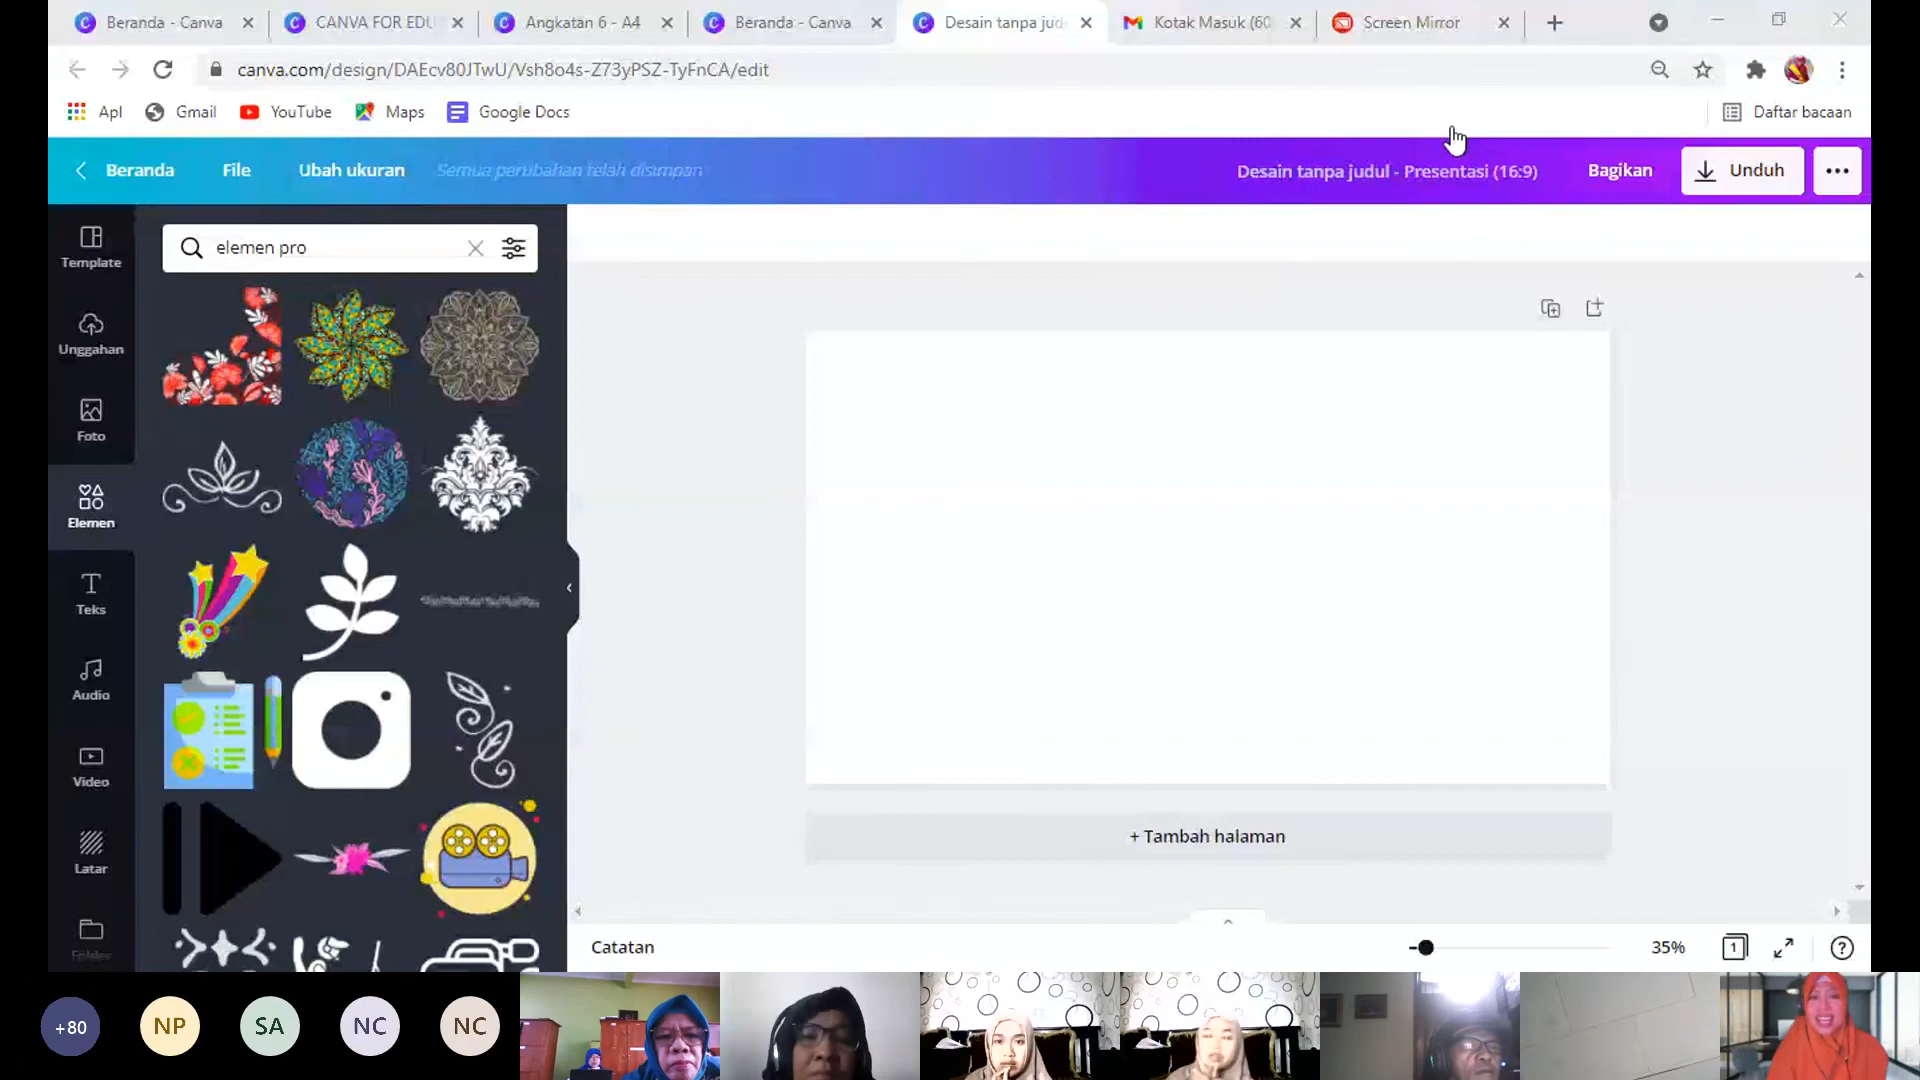 Beranda - Canva
CANVA FOR EDU
Angkatan 6 - A4
Beranda - Canva
Desain tanpa jud
Kotak Masuk (60
Screen Mirror
canva.com/design/DAEcv80JTwU/Vsh8o4s-Z73yPSZ-TyFnCA/edit
Apl
Gmail
YouTube
Maps
Google Docs
Daftar bacaan
Beranda
File
Ubah ukuran
Semua perubahan telah disimpan
Desain tanpa judul - Presentasi (16:9)
Bagikan
Unduh
Template
elemen pro
Unggahan
Foto
Elemen
Teks
Audio
Video
Latar
Folder
+ Tambah halaman
Catatan
35%
1
+80
NP
SA
NC
NC